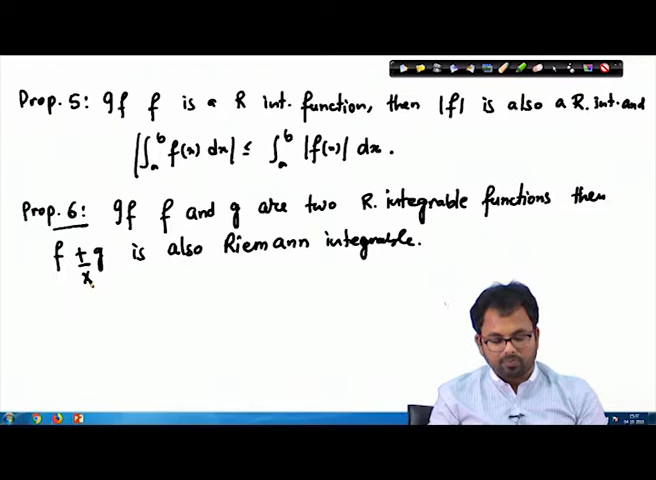 Prop. 5: If f is a R int. function, then |f| is also a R. int. and
|∫_a^b f(x) dx| ≤ ∫_a^b |f(x)| dx.
Prop. 6: If f and g are two R. integrable functions then
f ± g is also Riemann integrable.
x